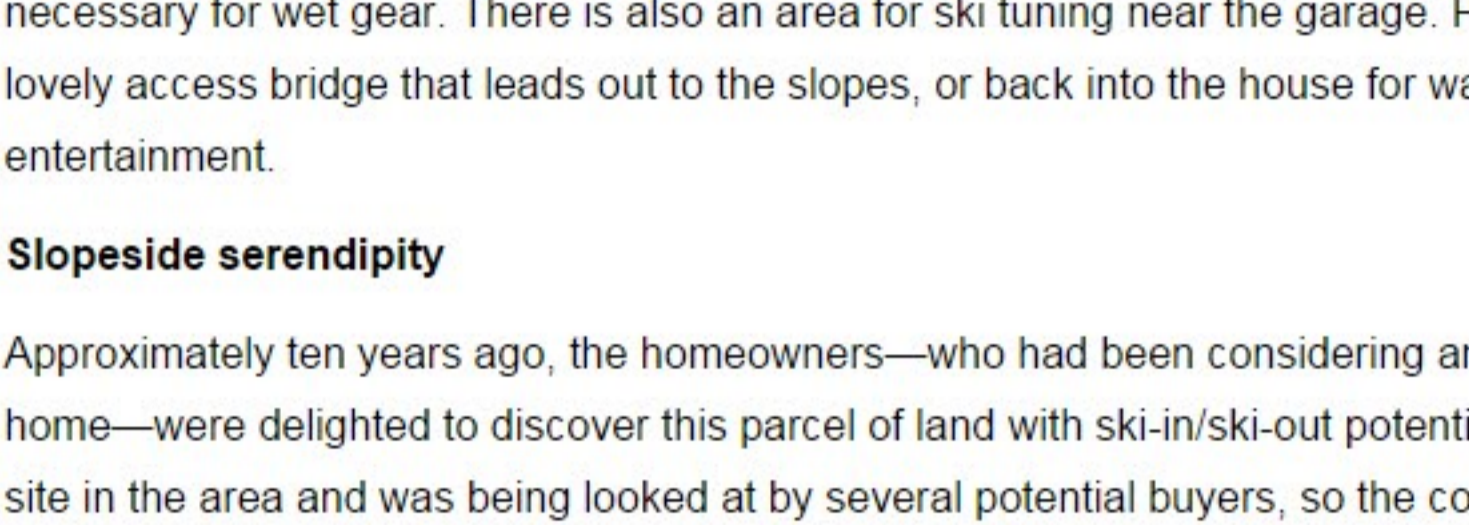 necessary for wet gear. There is also an area for ski tuning near the garage.
lovely access bridge that leads out to the slopes, or back into the house for
entertainment.
Slopeside serendipity
Approximately ten years ago, the homeowners—who had been considering
home—were delighted to discover this parcel of land with ski-in/ski-out
site in the area and was being looked at by several potential buyers, so the